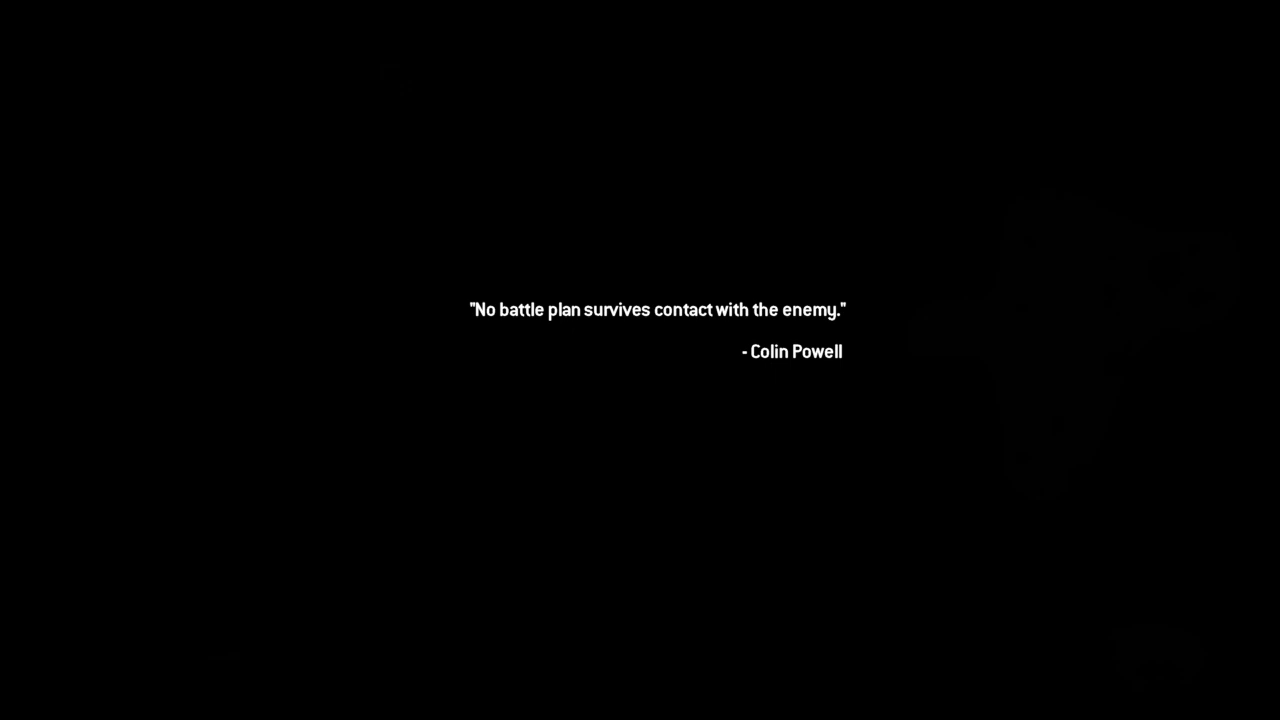 "No battle plan survives contact with the enemy."
- Colin Powell